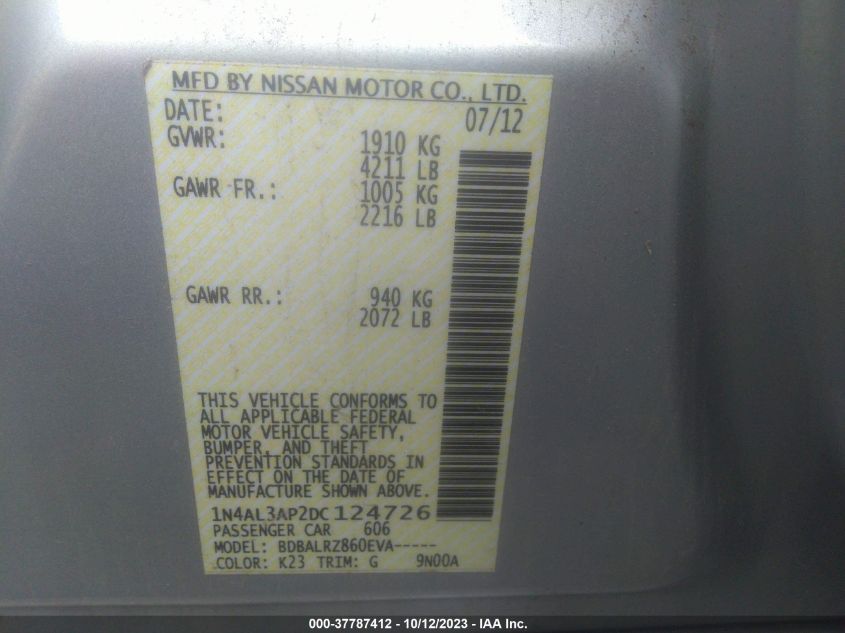 MFD BY NISSAN MOTOR CO., LTD.
DATE: 07/12
GVWR: 1910 KG
4211 LB
GAWR FR.: 1005 KG
2216 LB
GAWR RR.: 940 KG
2072 LB
THIS VEHICLE CONFORMS TO
ALL APPLICABLE FEDERAL
MOTOR VEHICLE SAFETY,
BUMPER, AND THEFT
PREVENTION STANDARDS IN
EFFECT ON THE DATE OF
MANUFACTURE SHOWN ABOVE.
1N4AL3AP2DC124726
PASSENGER CAR 606
MODEL: BDBALRZ860EVA-----
COLOR: K23 TRIM: G 9N00A
000-37787412 - 10/12/2023 - IAA Inc.